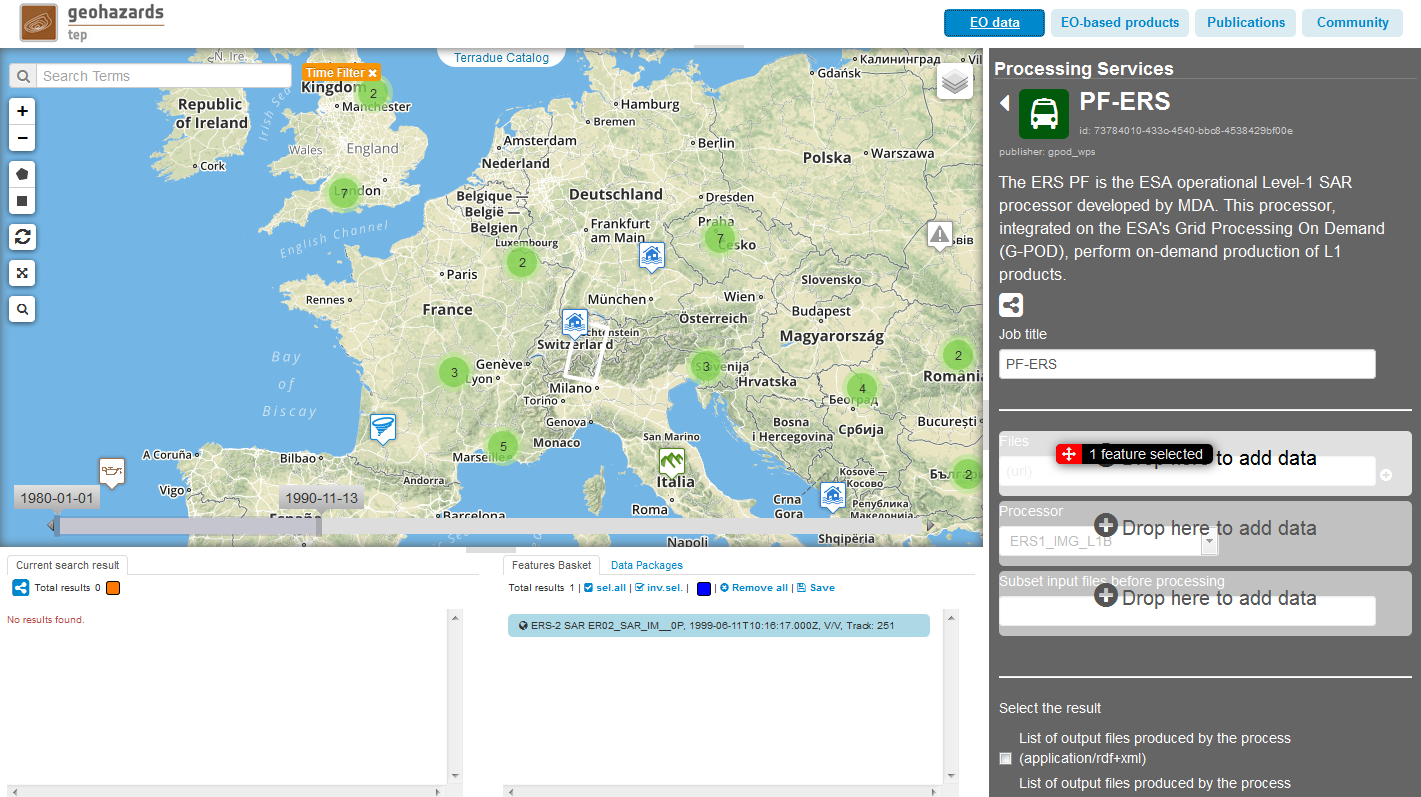 geohazards
tep
EO data
EO-based products
Publications
Community
Terradue Catalog
Search Terms
Time Filter
+
−
N. Ire.
Kingdom
2
Manchester
Republic
of Ireland
Irish Sea
Cork
Wales
England
7
London
English Channel
Gdańsk
Калининград
Hamburg
Bremen
Amsterdam
Nederland
Berlin
Polska
Warszawa
Deutschland
België —
Belgique —
Belgien
Dresden
Frankfurt
am Main
Praha
7
Česko
Luxembourg
2
Paris
Rennes
France
München
Wien
Slovensko
Budapest
Österreich
Magyarország
Switzerland
Genève
3
Lyon
Milano
Torino
3
Slovenija
Hrvatska
2
România
4
Београд
Bay
of
Biscay
Genova
Monaco
5
Marseille
Bosna
i Hercegovina
Србија
București
San Marino
Italia
Andorra
A Coruña
Bilbao
Vigo
Roma
Kosovë —
Косово
Crna
Gora
Република
Македонија
2
Shqipëria
Barcelona
Napoli
1980-01-01
1990-11-13
Current search result
Total results 0
No results found.
Features Basket
Data Packages
Total results 1 | sel.all | inv.sel. | | Remove all | Save
ERS-2 SAR ER02_SAR_IM__0P, 1999-06-11T10:16:17.000Z, V/V, Track: 251
Processing Services
PF-ERS
id: 73784010-433c-4540-bbc8-4538429bf00e
publisher: gpod_wps
The ERS PF is the ESA operational Level-1 SAR
processor developed by MDA. This processor,
integrated on the ESA's Grid Processing On Demand
(G-POD), perform on-demand production of L1
products.
Job title
PF-ERS
Files
1 feature selected
to add data
(url)
Processor
Drop here to add data
ERS1_IMG_L1B
Subset input files before processing
Drop here to add data
Select the result
List of output files produced by the process
(application/rdf+xml)
List of output files produced by the process